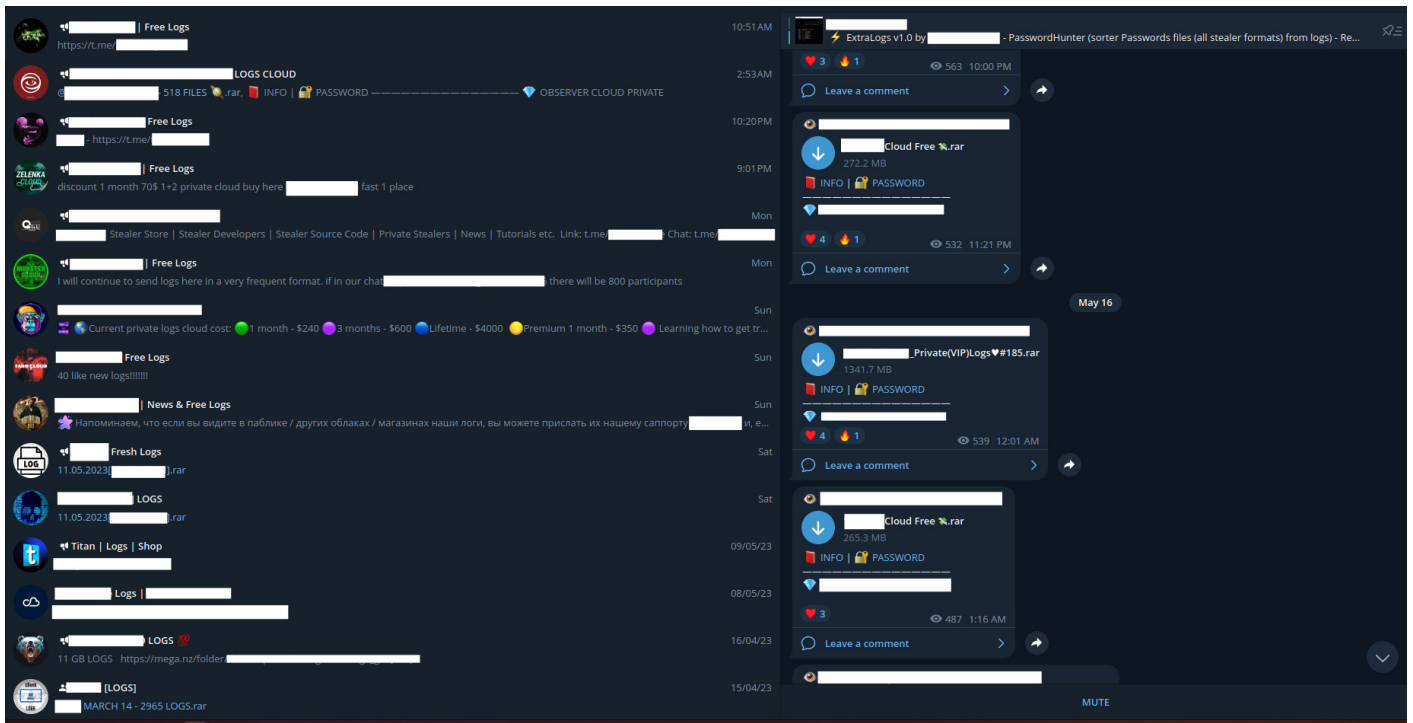 | Free Logs
10:51 AM
https://t.me/
LOGS CLOUD
2:53AM
@ - 518 FILES .rar, INFO | PASSWORD ———————————————— OBSERVER CLOUD PRIVATE
Free Logs
10:20PM
- https://t.me/
ZELENKA
CLOUD
| Free Logs
9:01PM
discount 1 month 70$ 1+2 private cloud buy here fast 1 place
Mon
Stealer Store | Stealer Developers | Stealer Source Code | Private Stealers | News | Tutorials etc. Link: t.me/ Chat: t.me/
MONSTER
CLOUD
| Free Logs
Mon
I will continue to send logs here in a very frequent format. if in our chat there will be 800 participants
Sun
Current private logs cloud cost: 1 month - $240 3 months - $600 Lifetime - $4000 Premium 1 month - $350 Learning how to get tr...
Free Logs
Sun
40 like new logs!!!!!!!
| News & Free Logs
Sun
Напоминаем, что если вы видите в паблике / других облаках / магазинах наши логи, вы можете прислать их нашему саппорту и, е...
LOG
Fresh Logs
Sat
11.05.2023[ ].rar
LOGS
Sat
11.05.2023[ ].rar
Titan | Logs | Shop
09/05/23
Logs |
08/05/23
LOGS 💯
16/04/23
11 GB LOGS https://mega.nz/folder/
[LOGS]
15/04/23
MARCH 14 - 2965 LOGS.rar
⚡ ExtraLogs v1.0 by - PasswordHunter (sorter Passwords files (all stealer formats) from logs) - Re...
3 1
563 10:00 PM
Leave a comment
Cloud Free 💸.rar
272.2 MB
INFO | PASSWORD
————————————————
4 1
532 11:21 PM
Leave a comment
May 16
_Private(VIP)Logs♥#185.rar
1341.7 MB
INFO | PASSWORD
————————————————
4 1
539 12:01 AM
Leave a comment
Cloud Free 💸.rar
265.3 MB
INFO | PASSWORD
————————————————
3
487 1:16 AM
Leave a comment
MUTE